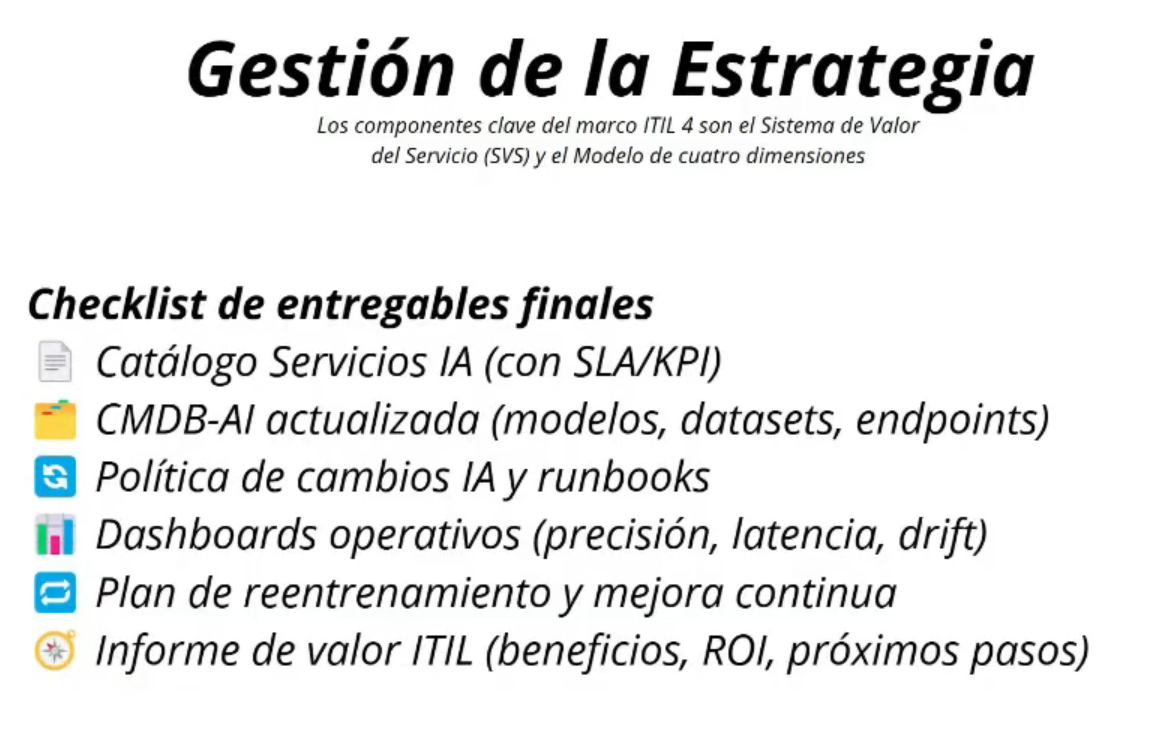 Gestión de la Estrategia
Los componentes clave del marco ITIL 4 son el Sistema de Valor
del Servicio (SVS) y el Modelo de cuatro dimensiones
Checklist de entregables finales
Catálogo Servicios IA (con SLA/KPI)
CMDB-AI actualizada (modelos, datasets, endpoints)
Política de cambios IA y runbooks
Dashboards operativos (precisión, latencia, drift)
Plan de reentrenamiento y mejora continua
Informe de valor ITIL (beneficios, ROI, próximos pasos)